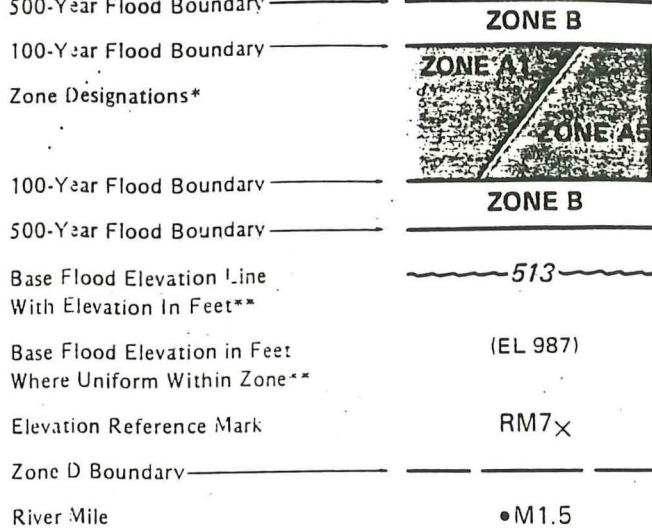 500-Year Flood Boundary
ZONE B
100-Year Flood Boundary
ZONE A1
Zone Designations*
ZONE A5
100-Year Flood Boundary
ZONE B
500-Year Flood Boundary
Base Flood Elevation Line
With Elevation In Feet**
513
Base Flood Elevation in Feet
Where Uniform Within Zone**
(EL 987)
Elevation Reference Mark
RM7×
Zone D Boundary
River Mile
•M1.5